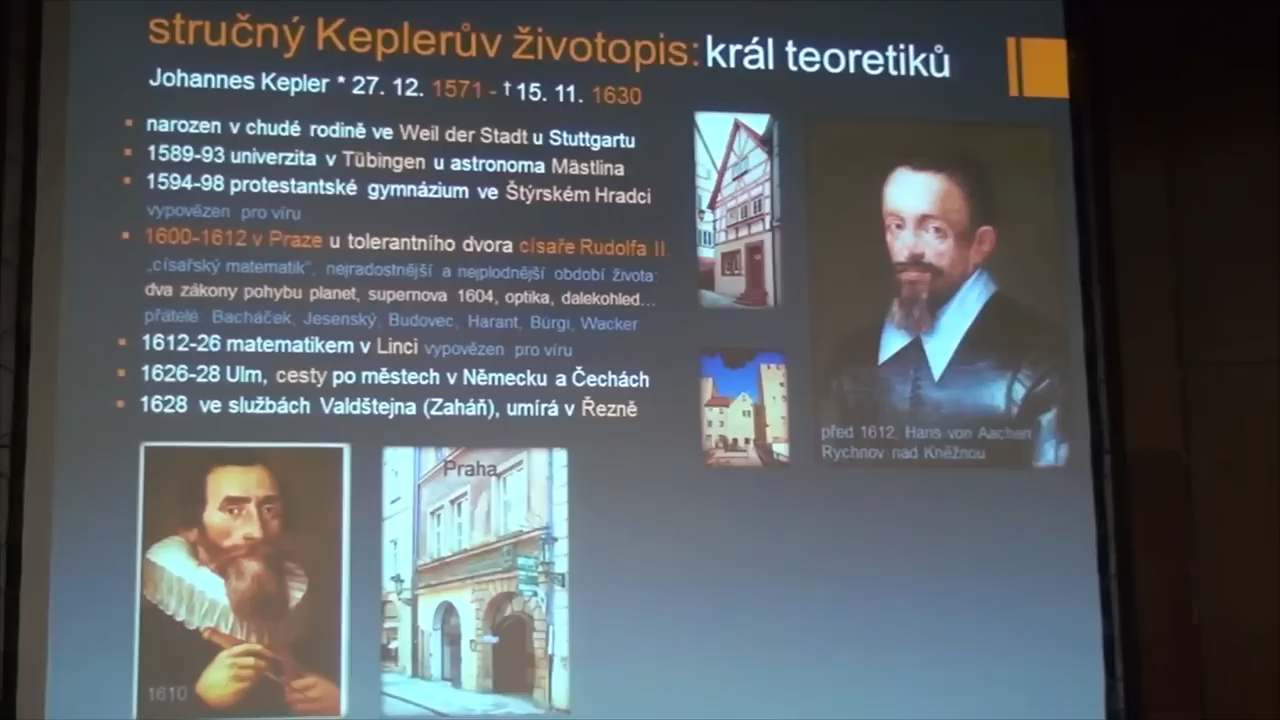 stručný Keplerův životopis: král teoretiků
Johannes Kepler * 27. 12. 1571 - † 15. 11. 1630
▪ narozen v chudé rodině ve Weil der Stadt u Stuttgartu
▪ 1589-93 univerzita v Tübingen u astronoma Mästlina
▪ 1594-98 protestantské gymnázium ve Štýrském Hradci
vypovězen pro víru
▪ 1600-1612 v Praze u tolerantního dvora císaře Rudolfa II.
„císařský matematik“, nejradostnější a nejplodnější období života:
dva zákony pohybu planet, supernova 1604, optika, dalekohled...
přátelé: Bacháček, Jesenský, Budovec, Harant, Bürgi, Wacker
▪ 1612-26 matematikem v Linci vypovězen pro víru
▪ 1626-28 Ulm, cesty po městech v Německu a Čechách
▪ 1628 ve službách Valdštejna (Zaháň), umírá v Řezně
před 1612, Hans von Aachen
Rychnov nad Kněžnou
Praha
1610